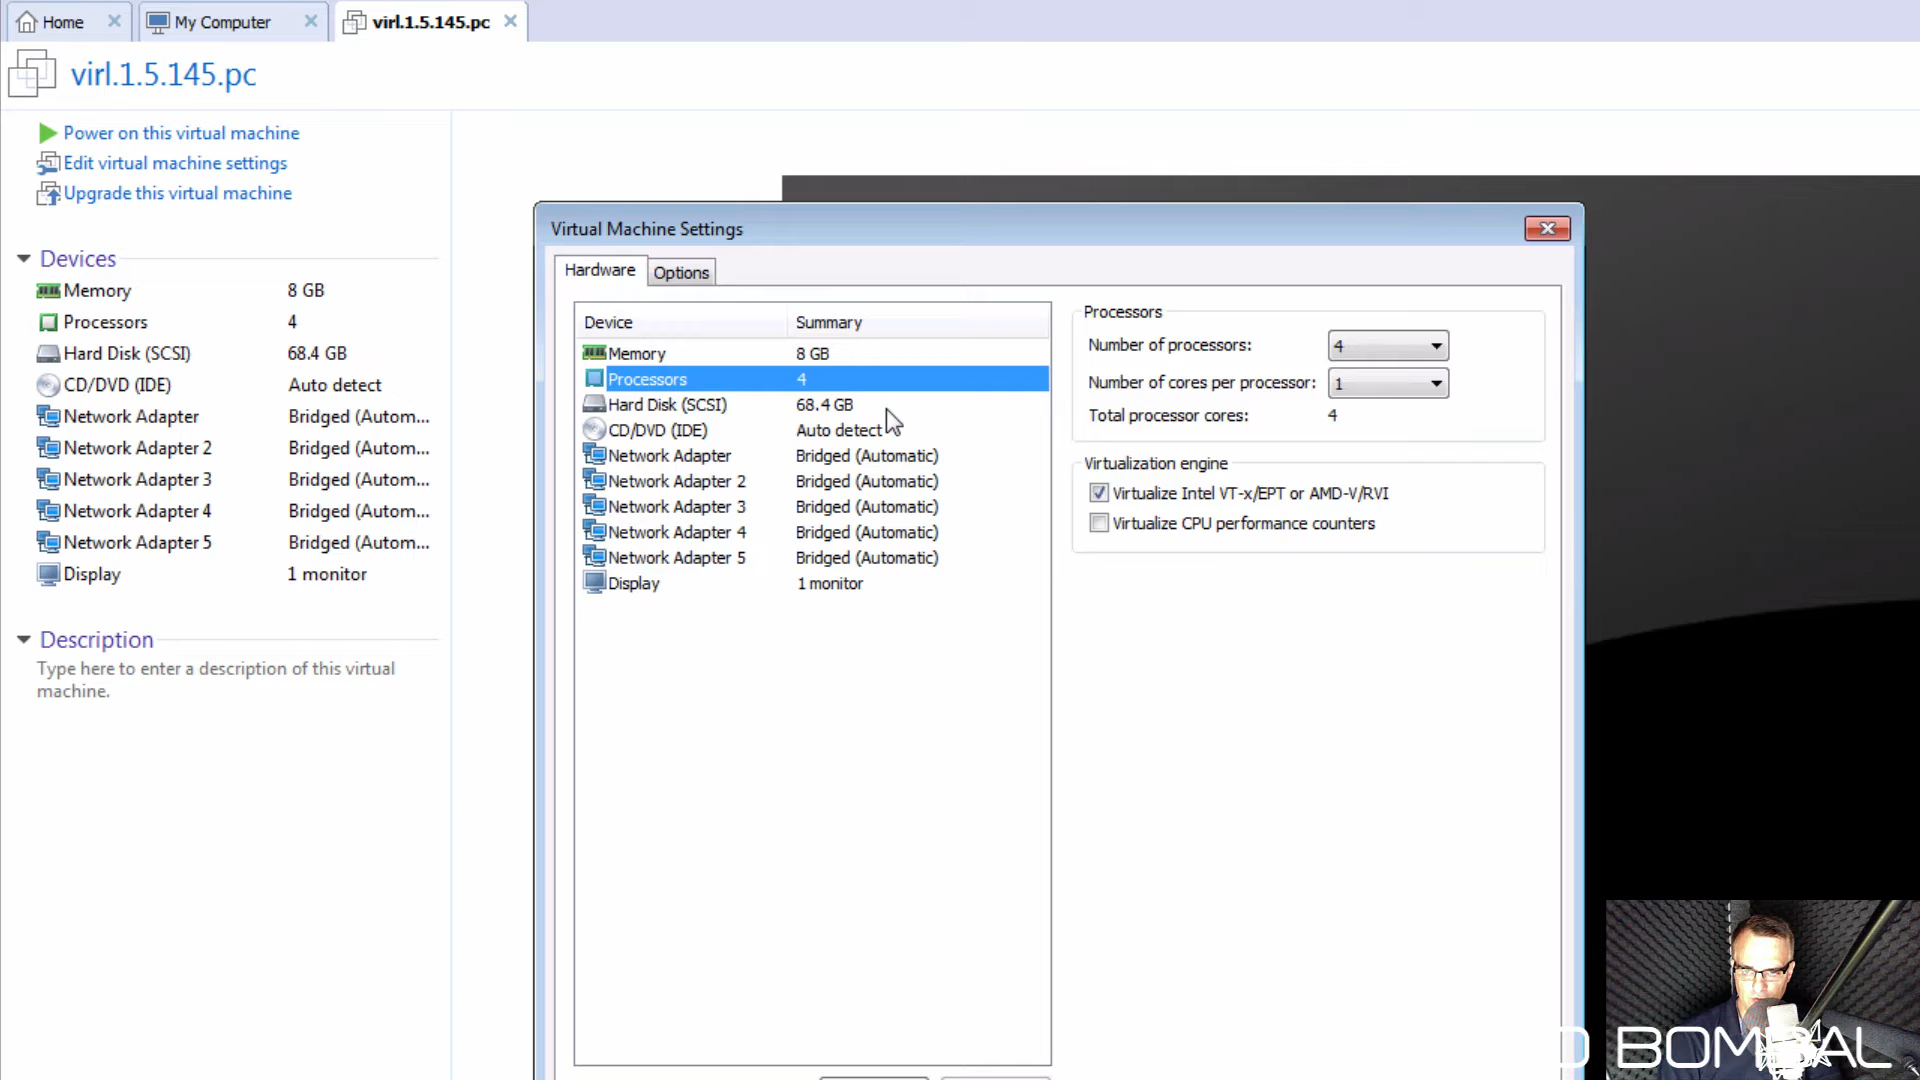 Home
My Computer
virl.1.5.145.pc
virl.1.5.145.pc
Power on this virtual machine
Edit virtual machine settings
Upgrade this virtual machine
Devices
Memory 8 GB
Processors 4
Hard Disk (SCSI) 68.4 GB
CD/DVD (IDE) Auto detect
Network Adapter Bridged (Autom...
Network Adapter 2 Bridged (Autom...
Network Adapter 3 Bridged (Autom...
Network Adapter 4 Bridged (Autom...
Network Adapter 5 Bridged (Autom...
Display 1 monitor
Description
Type here to enter a description of this virtual
machine.
Virtual Machine Settings
Hardware Options
Device Summary
Memory 8 GB
Processors 4
Hard Disk (SCSI) 68.4 GB
CD/DVD (IDE) Auto detect
Network Adapter Bridged (Automatic)
Network Adapter 2 Bridged (Automatic)
Network Adapter 3 Bridged (Automatic)
Network Adapter 4 Bridged (Automatic)
Network Adapter 5 Bridged (Automatic)
Display 1 monitor
Processors
Number of processors: 4
Number of cores per processor: 1
Total processor cores: 4
Virtualization engine
Virtualize Intel VT-x/EPT or AMD-V/RVI
Virtualize CPU performance counters